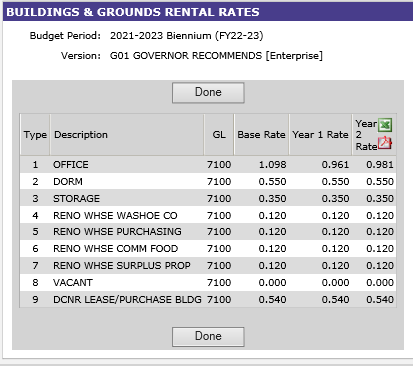 BUILDINGS & GROUNDS RENTAL RATES
Budget Period: 2021-2023 Biennium (FY22-23)
Version: G01 GOVERNOR RECOMMENDS [Enterprise]
Done
Type Description GL Base Rate Year 1 Rate Year 2 Rate
1 OFFICE 7100 1.098 0.961 0.981
2 DORM 7100 0.550 0.550 0.550
3 STORAGE 7100 0.350 0.350 0.350
4 RENO WHSE WASHOE CO 7100 0.120 0.120 0.120
5 RENO WHSE PURCHASING 7100 0.120 0.120 0.120
6 RENO WHSE COMM FOOD 7100 0.120 0.120 0.120
7 RENO WHSE SURPLUS PROP 7100 0.120 0.120 0.120
8 VACANT 7100 0.000 0.000 0.000
9 DCNR LEASE/PURCHASE BLDG 7100 0.540 0.540 0.540
Done